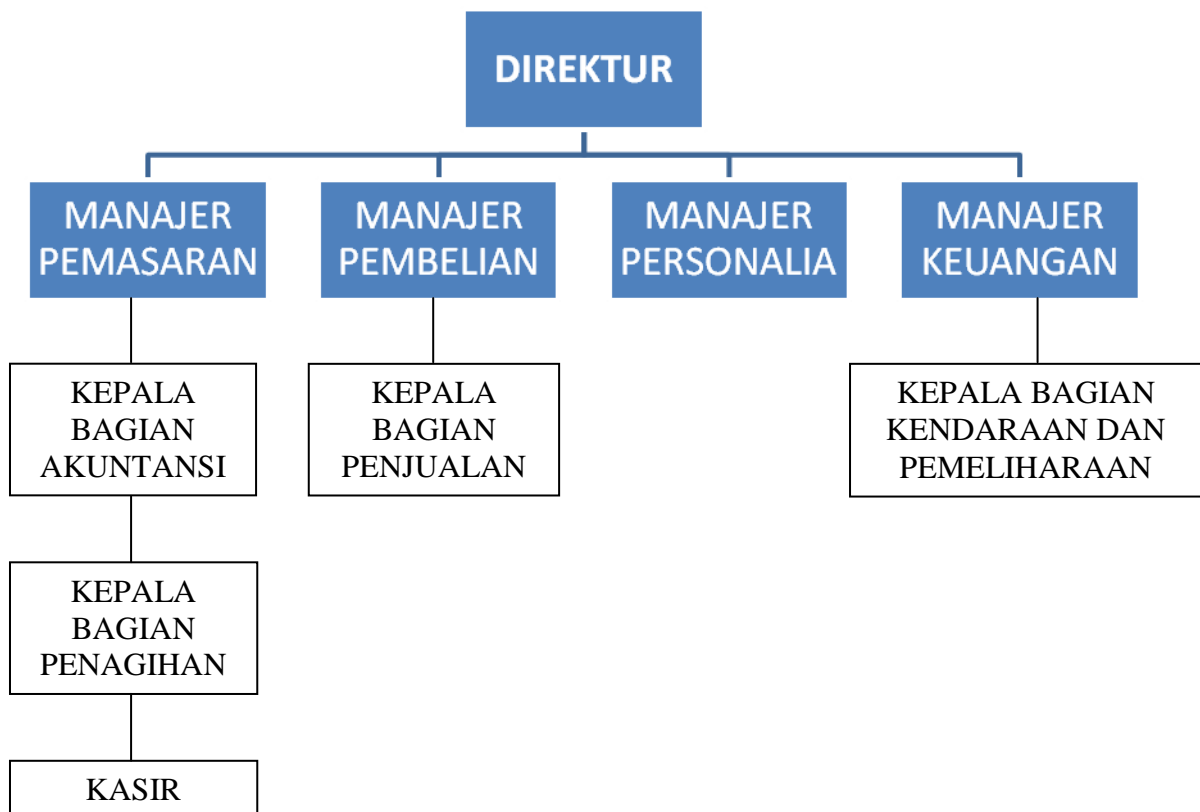 DIREKTUR
MANAJER
PEMASARAN
MANAJER
PEMBELIAN
MANAJER
PERSONALIA
MANAJER
KEUANGAN
KEPALA
BAGIAN
AKUNTANSI
KEPALA
BAGIAN
PENJUALAN
KEPALA BAGIAN
KENDARAAN DAN
PEMELIHARAAN
KEPALA
BAGIAN
PENAGIHAN
KASIR